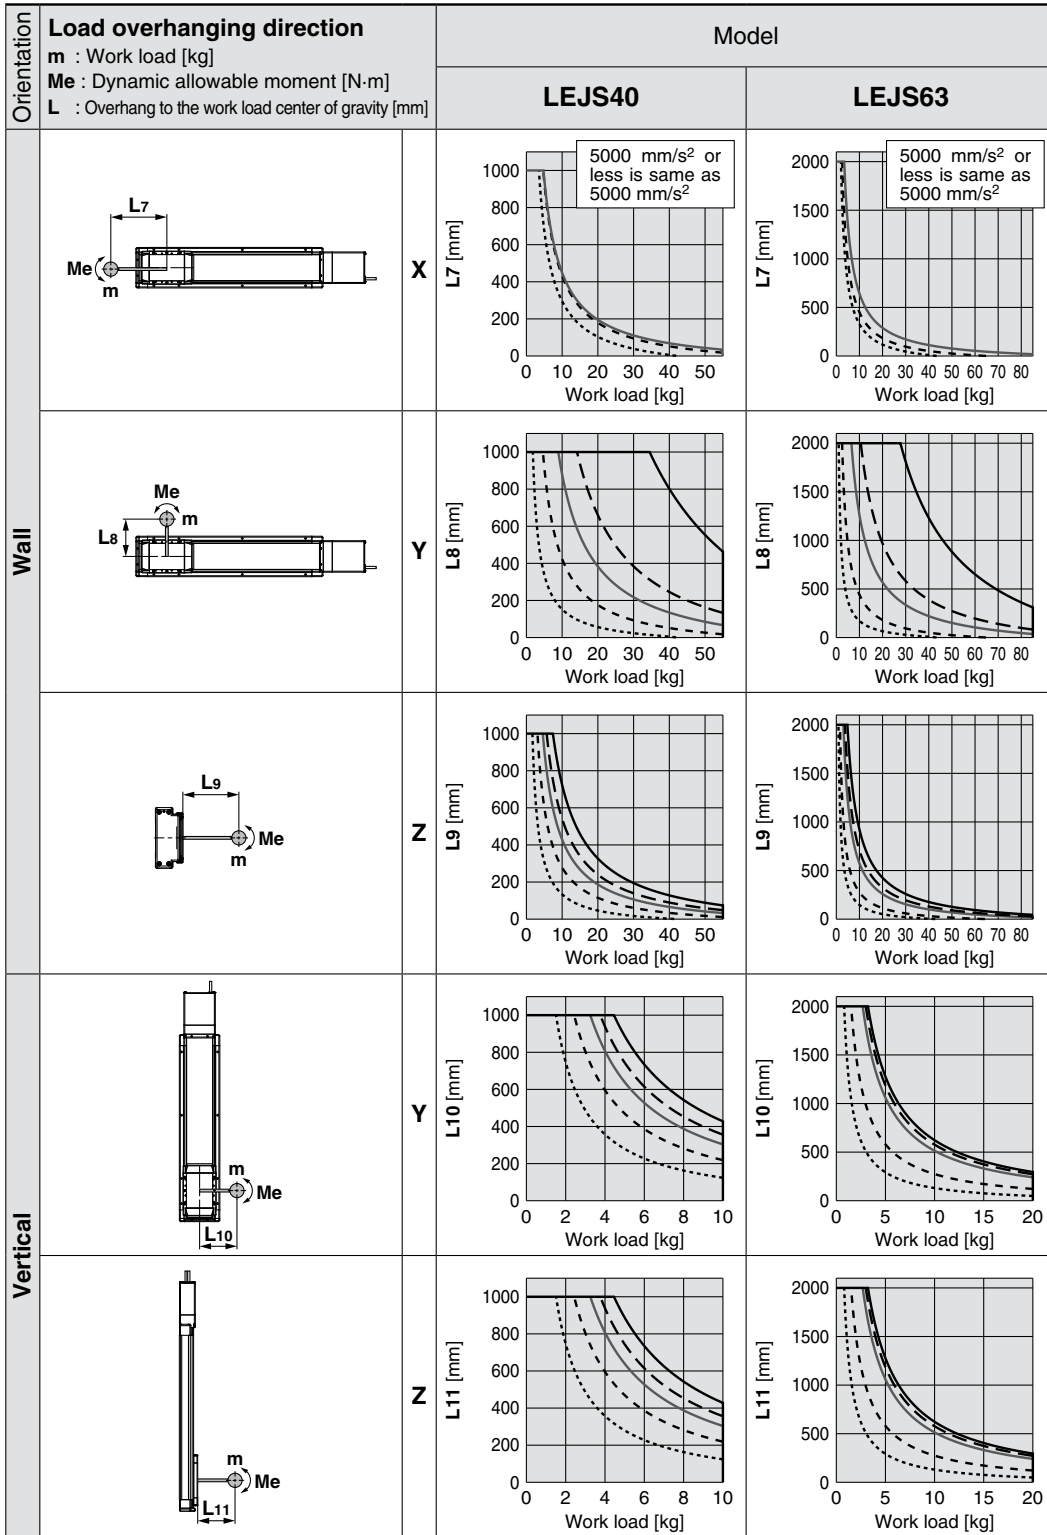 Orientation
Load overhanging direction
m : Work load [kg]
Me : Dynamic allowable moment [N·m]
L : Overhang to the work load center of gravity [mm]
Model
LEJS40
LEJS63
Wall
L7
Me
m
X
L7 [mm]
1000
800
600
400
200
0
5000 mm/s² or
less is same as
5000 mm/s²
0 10 20 30 40 50
Work load [kg]
L7 [mm]
2000
1500
1000
500
0
5000 mm/s² or
less is same as
5000 mm/s²
0 10 20 30 40 50 60 70 80
Work load [kg]
Me
m
L8
Y
L8 [mm]
1000
800
600
400
200
0
0 10 20 30 40 50
Work load [kg]
L8 [mm]
2000
1500
1000
500
0
0 10 20 30 40 50 60 70 80
Work load [kg]
L9
Me
m
Z
L9 [mm]
1000
800
600
400
200
0
0 10 20 30 40 50
Work load [kg]
L9 [mm]
2000
1500
1000
500
0
0 10 20 30 40 50 60 70 80
Work load [kg]
Vertical
m
Me
L10
Y
L10 [mm]
1000
800
600
400
200
0
0 2 4 6 8 10
Work load [kg]
L10 [mm]
2000
1500
1000
500
0
0 5 10 15 20
Work load [kg]
m
Me
L11
Z
L11 [mm]
1000
800
600
400
200
0
0 2 4 6 8 10
Work load [kg]
L11 [mm]
2000
1500
1000
500
0
0 5 10 15 20
Work load [kg]